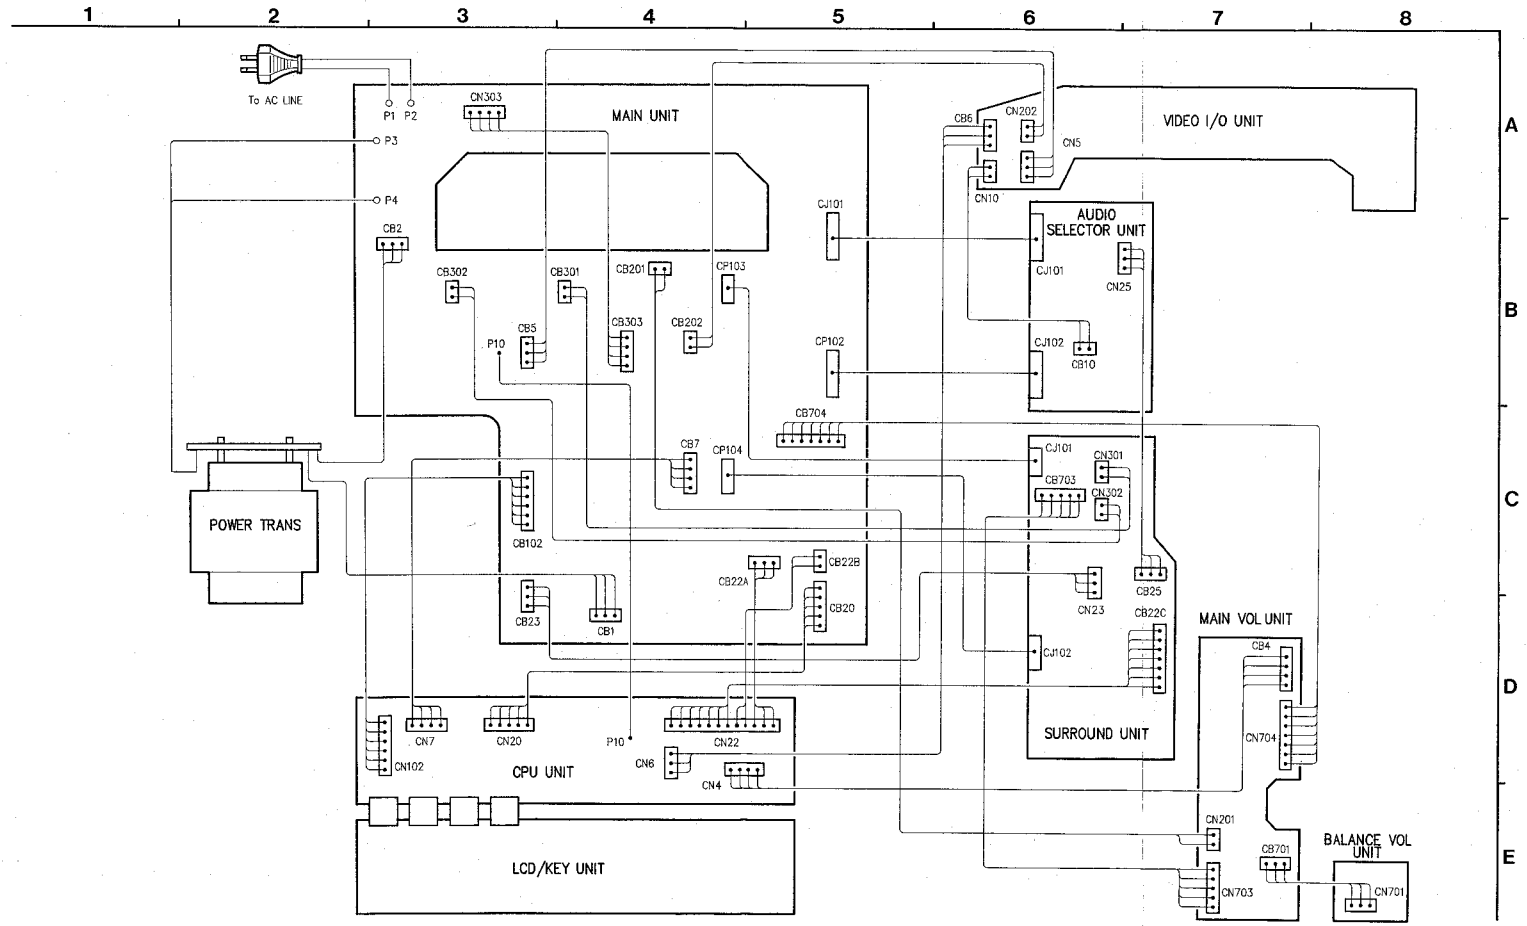 1 2 3 4 5 6 7 8
To AC LINE
P1 P2
CN303
MAIN UNIT
CB6
CN202
VIDEO I/O UNIT
A
P3
CN5
P4
CN10
CJ101
AUDIO
SELECTOR UNIT
CB2
CB302
CB301
CB201
CP103
CJ101
CN25
B
CB5
CB303
CB202
P10
CP102
CJ102
CB10
CB704
CB7
CP104
CJ101
CN301
CB703
CN302
C
POWER TRANS
CB102
CB22A
CB22B
CB25
CN23
CB20
CB22C
CB23
CB1
MAIN VOL UNIT
CJ102
CB4
D
CN7
CN20
P10
CN22
SURROUND UNIT
CN704
CN102
CPU UNIT
CN6
CN4
CN201
BALANCE VOL
UNIT
CB701
E
LCD/KEY UNIT
CN703
CN701